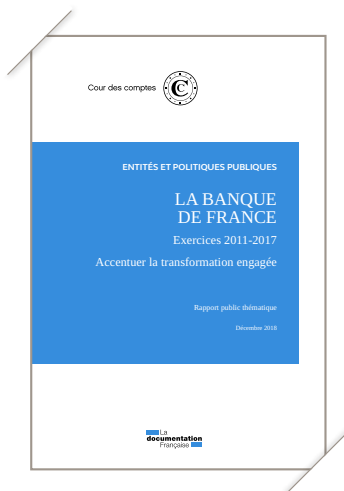 Cour des comptes
CC
ENTITÉS ET POLITIQUES PUBLIQUES
LA BANQUE
DE FRANCE
Exercices 2011-2017
Accentuer la transformation engagée
Rapport public thématique
Décembre 2018
La
documentation
Française